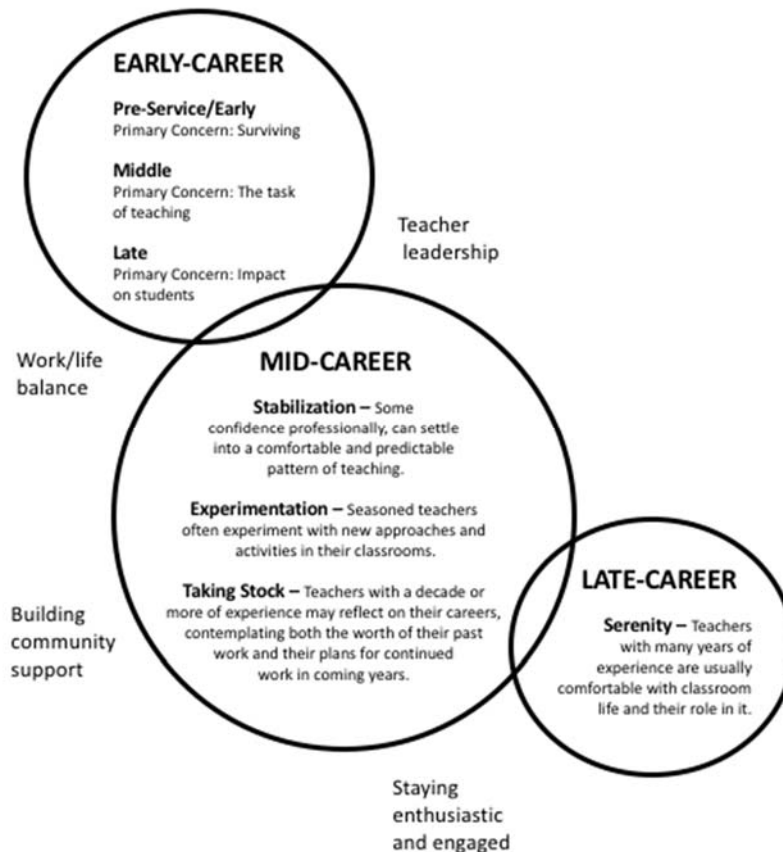 EARLY-CAREER
Pre-Service/Early
Primary Concern: Surviving
Middle
Primary Concern: The task
of teaching
Late
Primary Concern: Impact
on students
Teacher
leadership
Work/life
balance
MID-CAREER
Stabilization – Some
confidence professionally, can settle
into a comfortable and predictable
pattern of teaching.
Experimentation – Seasoned teachers
often experiment with new approaches and
activities in their classrooms.
Taking Stock – Teachers with a decade or
more of experience may reflect on their careers,
contemplating both the worth of their past
work and their plans for continued
work in coming years.
LATE-CAREER
Serenity – Teachers
with many years of
experience are usually
comfortable with classroom
life and their role in it.
Building
community
support
Staying
enthusiastic
and engaged